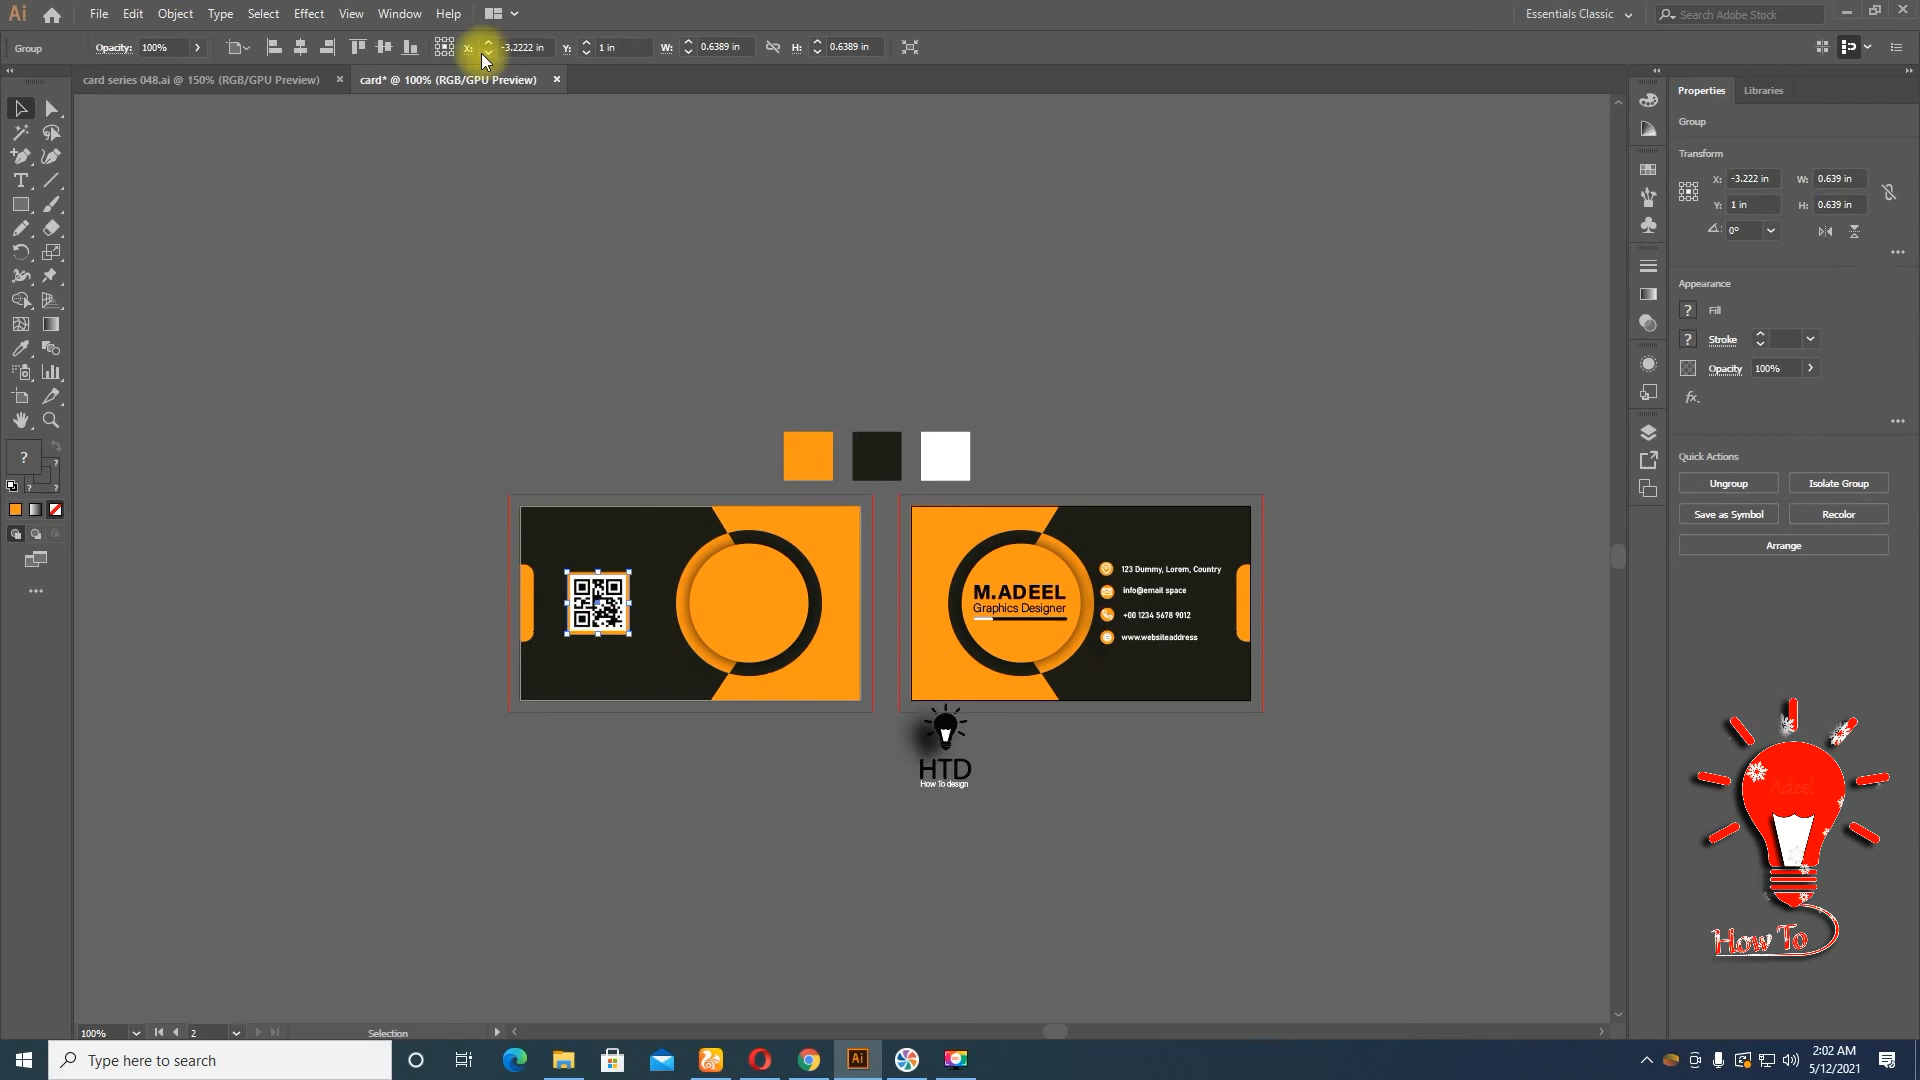 Ai File Edit Object Type Select Effect View Window Help Essentials Classic Search Adobe Stock
Group Opacity: 100% X: -3.2222 in Y: 1 in W: 0.6389 in H: 0.6389 in
card series 048.ai @ 150% (RGB/GPU Preview) card* @ 100% (RGB/GPU Preview)
Properties Libraries
Group
Transform
X: -3.222 in W: 0.639 in
Y: 1 in H: 0.639 in
0°
Appearance
? Fill
? Stroke
Opacity 100%
fx.
Quick Actions
Ungroup Isolate Group
Save as Symbol Recolor
Arrange
M.ADEEL
Graphics Designer
123 Dummy, Lorem, Country
info@email space
+00 1234 5678 9012
www.websiteaddress
HTD
How To design
Adeel
How To
100% 2 Selection
Type here to search
Ai
2:02 AM
5/12/2021